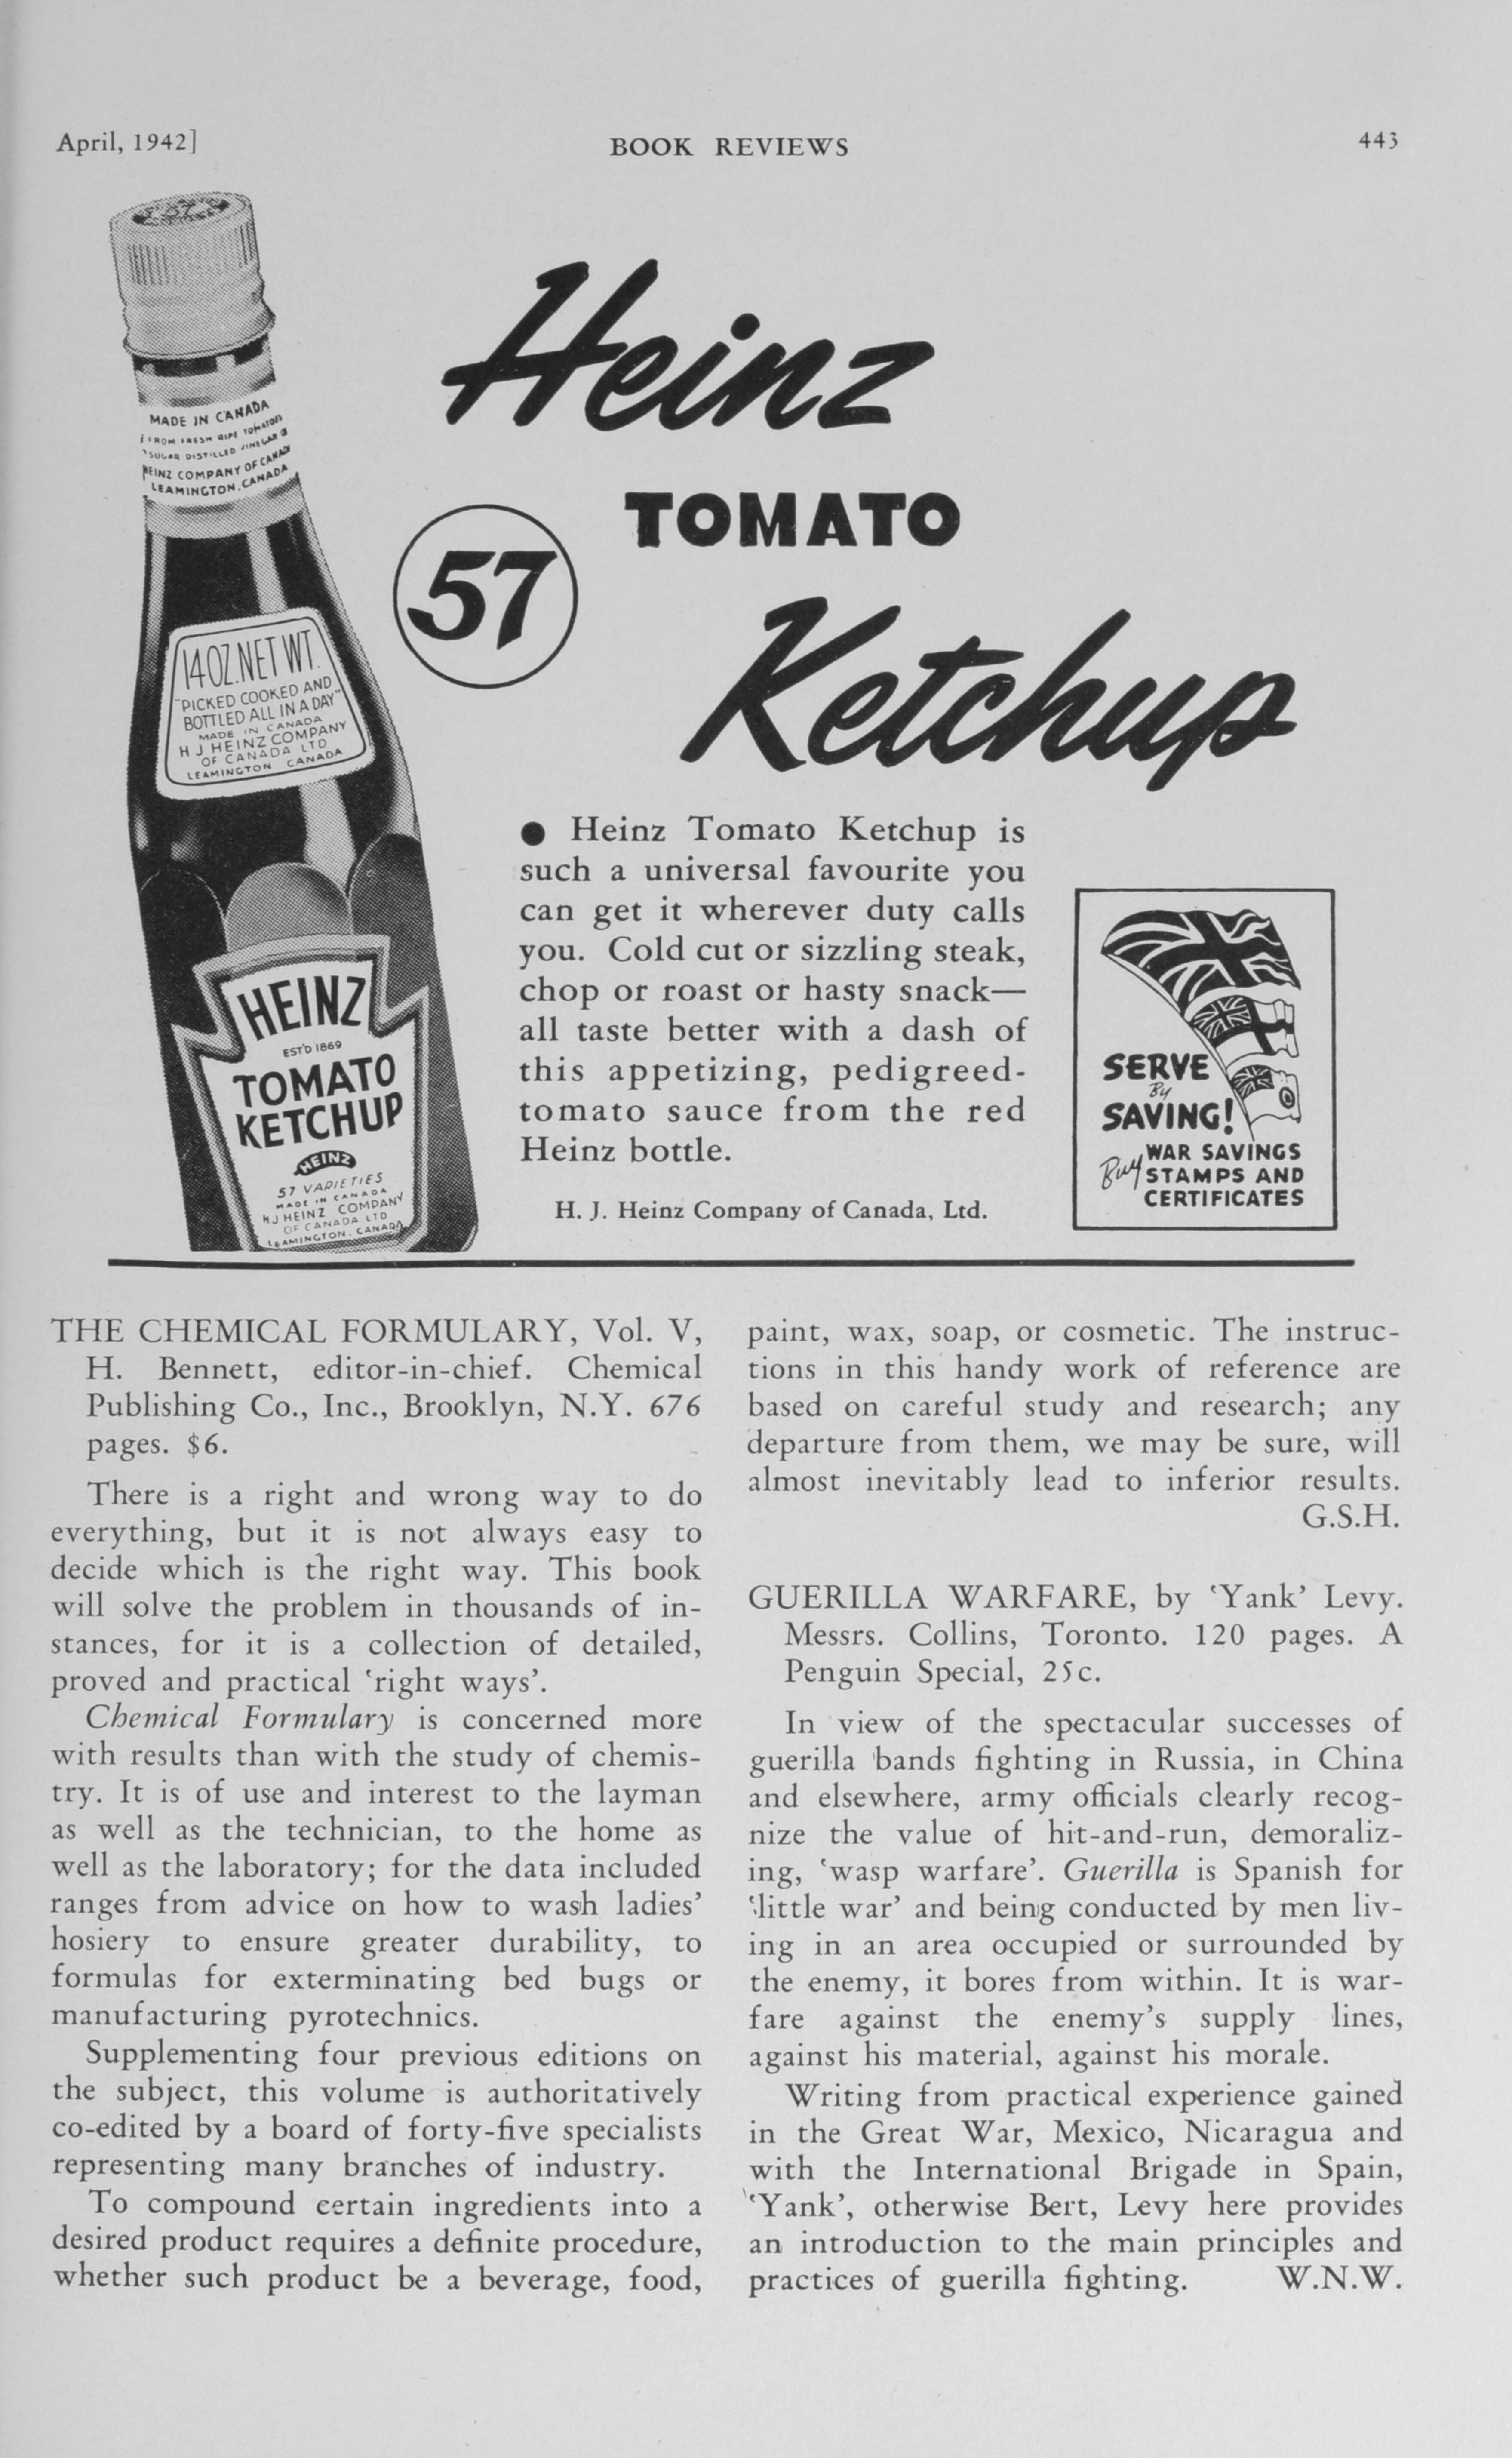 April, 1942]
BOOK REVIEWS
443
57
MADE IN CANADA
FROM FRESH RIPE TOMATOES
SUGAR DISTILLED VINEGAR
HEINZ COMPANY OF CANADA
LEAMINGTON, CANADA
14 OZ. NET WT.
"PICKED COOKED AND
BOTTLED ALL IN A DAY"
MADE IN CANADA
H J HEINZ COMPANY
OF CANADA LTD
LEAMINGTON CANADA
HEINZ
EST'D 1869
TOMATO
KETCHUP
HEINZ
57 VARIETIES
MADE IN CANADA
H J HEINZ COMPANY
OF CANADA LTD
LEAMINGTON. CANADA
Heinz
TOMATO
57
Ketchup
● Heinz Tomato Ketchup is
such a universal favourite you
can get it wherever duty calls
you. Cold cut or sizzling steak,
chop or roast or hasty snack—
all taste better with a dash of
this appetizing, pedigreed-
tomato sauce from the red
Heinz bottle.
H. J. Heinz Company of Canada, Ltd.
SERVE
By
SAVING!
Buy WAR SAVINGS
STAMPS AND
CERTIFICATES
THE CHEMICAL FORMULARY, Vol. V,
H. Bennett, editor-in-chief. Chemical
Publishing Co., Inc., Brooklyn, N.Y. 676
pages. $6.
There is a right and wrong way to do
everything, but it is not always easy to
decide which is the right way. This book
will solve the problem in thousands of in-
stances, for it is a collection of detailed,
proved and practical 'right ways'.
Chemical Formulary is concerned more
with results than with the study of chemis-
try. It is of use and interest to the layman
as well as the technician, to the home as
well as the laboratory; for the data included
ranges from advice on how to wash ladies'
hosiery to ensure greater durability, to
formulas for exterminating bed bugs or
manufacturing pyrotechnics.
Supplementing four previous editions on
the subject, this volume is authoritatively
co-edited by a board of forty-five specialists
representing many branches of industry.
To compound certain ingredients into a
desired product requires a definite procedure,
whether such product be a beverage, food,
paint, wax, soap, or cosmetic. The instruc-
tions in this handy work of reference are
based on careful study and research; any
departure from them, we may be sure, will
almost inevitably lead to inferior results.
G.S.H.
GUERILLA WARFARE, by 'Yank' Levy.
Messrs. Collins, Toronto. 120 pages. A
Penguin Special, 25c.
In view of the spectacular successes of
guerilla bands fighting in Russia, in China
and elsewhere, army officials clearly recog-
nize the value of hit-and-run, demoraliz-
ing, 'wasp warfare'. Guerilla is Spanish for
'little war' and being conducted by men liv-
ing in an area occupied or surrounded by
the enemy, it bores from within. It is war-
fare against the enemy's supply lines,
against his material, against his morale.
Writing from practical experience gained
in the Great War, Mexico, Nicaragua and
with the International Brigade in Spain,
'Yank', otherwise Bert, Levy here provides
an introduction to the main principles and
practices of guerilla fighting. W.N.W.